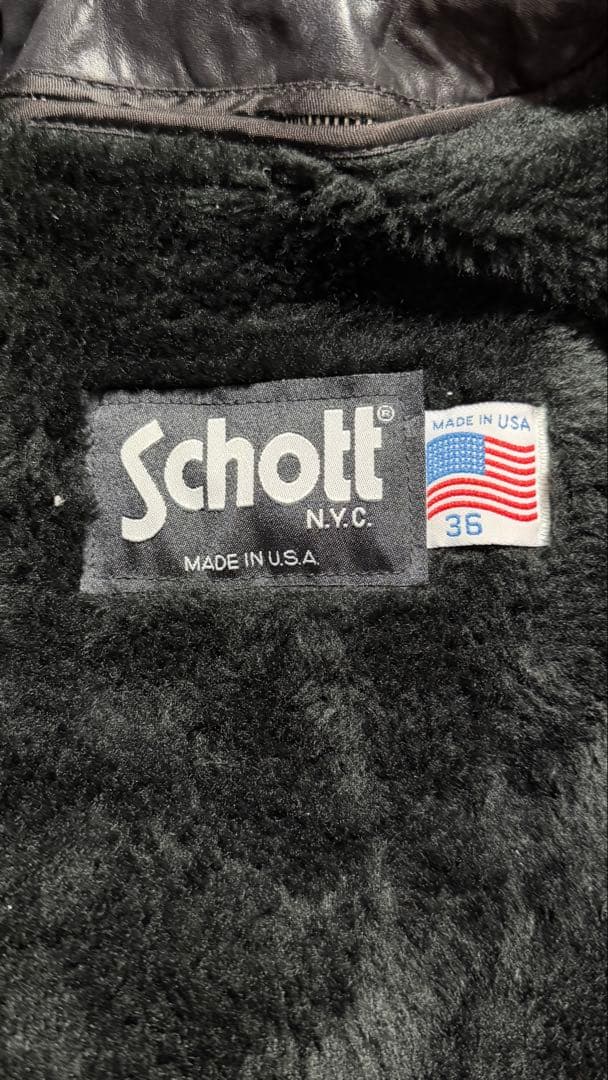 Schott®
N.Y.C.
MADE IN U.S.A.
MADE IN USA
36